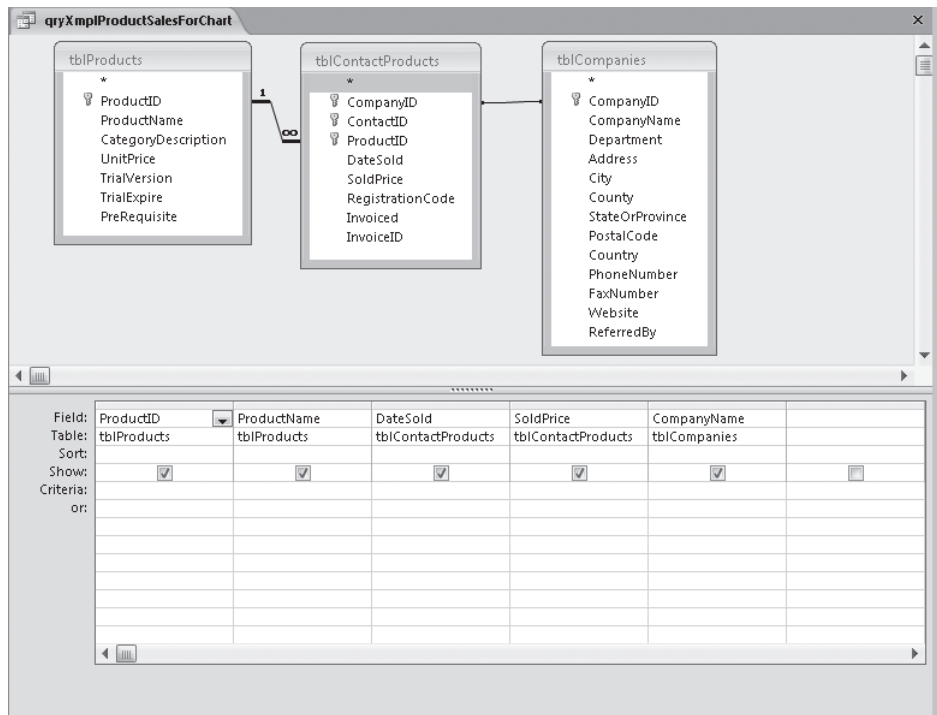 qryXmplProductSalesForChart
tblProducts
*
ProductID
ProductName
CategoryDescription
UnitPrice
TrialVersion
TrialExpire
PreRequisite
1
∞
tblContactProducts
*
CompanyID
ContactID
ProductID
DateSold
SoldPrice
RegistrationCode
Invoiced
InvoiceID
tblCompanies
*
CompanyID
CompanyName
Department
Address
City
County
StateOrProvince
PostalCode
Country
PhoneNumber
FaxNumber
Website
ReferredBy
Field: ProductID ProductName DateSold SoldPrice CompanyName
Table: tblProducts tblProducts tblContactProducts tblContactProducts tblCompanies
Sort:
Show:
Criteria:
or: